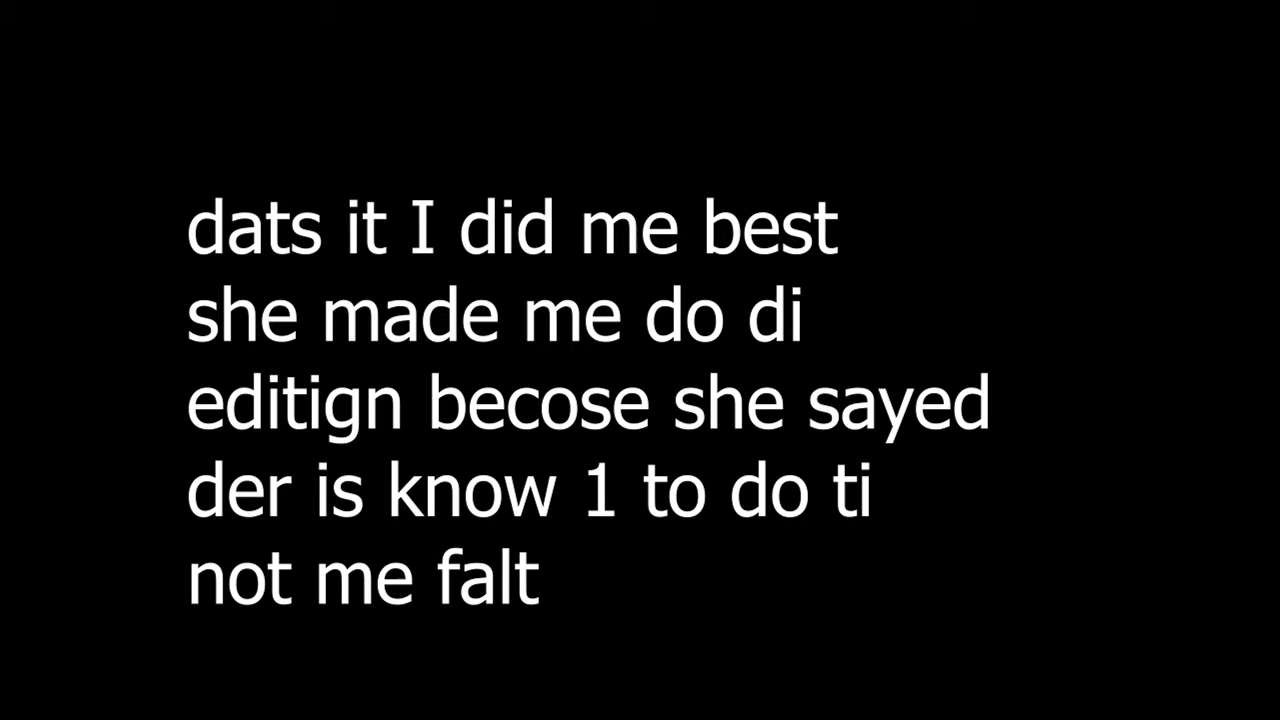 dats it I did me best
she made me do di
editign becose she sayed
der is know 1 to do ti
not me falt